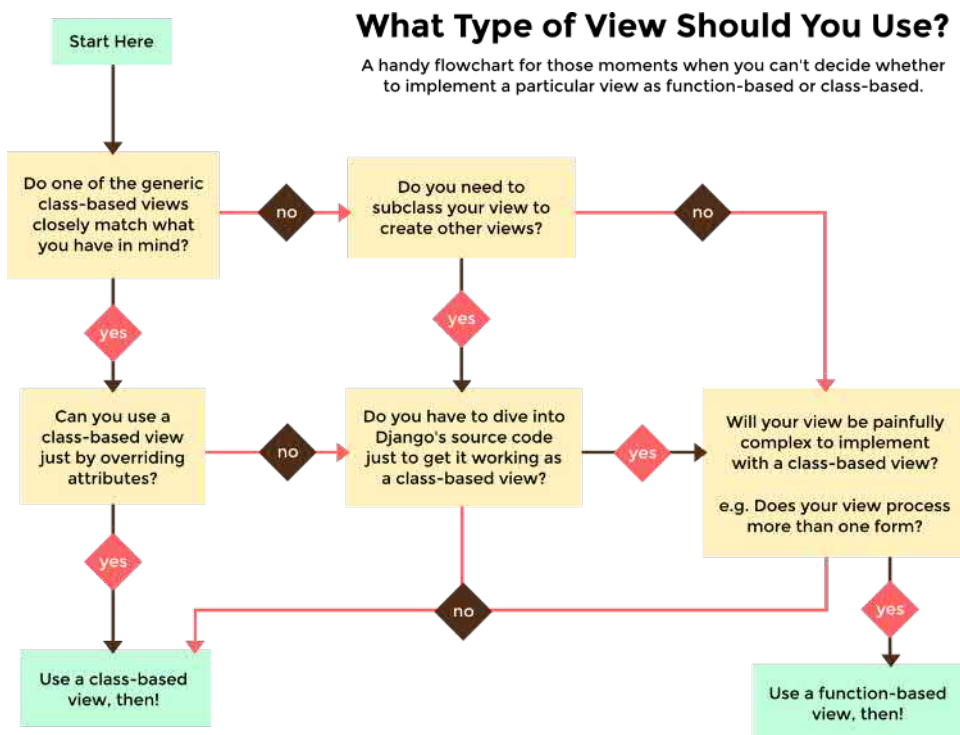 What Type of View Should You Use?
A handy flowchart for those moments when you can't decide whether
to implement a particular view as function-based or class-based.
Start Here
Do one of the generic
class-based views
closely match what
you have in mind?
no
Do you need to
subclass your view to
create other views?
no
yes
yes
Can you use a
class-based view
just by overriding
attributes?
no
Do you have to dive into
Django's source code
just to get it working as
a class-based view?
yes
Will your view be painfully
complex to implement
with a class-based view?
e.g. Does your view process
more than one form?
yes
no
yes
Use a class-based
view, then!
Use a function-based
view, then!